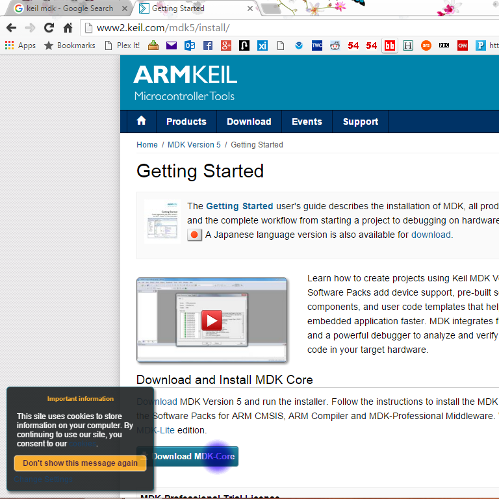 keil mdk - Google Search
Getting Started
www2.keil.com/mdk5/install/
Apps
Bookmarks
Plex It!
54
54
bb
ARMKEIL
Microcontroller Tools
Products
Download
Events
Support
Home / MDK Version 5 / Getting Started
Getting Started
The Getting Started user's guide describes the installation of MDK, all prod
and the complete workflow from starting a project to debugging on hardware
A Japanese language version is also available for download.
Learn how to create projects using Keil MDK V
Software Packs add device support, pre-built s
components, and user code templates that hel
embedded application faster. MDK integrates f
and a powerful debugger to analyze and verify
code in your target hardware.
Download and Install MDK Core
Download MDK Version 5 and run the installer. Follow the instructions to install the MDK
the Software Packs for ARM CMSIS, ARM Compiler and MDK-Professional Middleware.
MDK-Lite edition.
Important information
This site uses cookies to store
information on your computer. By
continuing to use our site, you
consent to our
Don't show this message again
Download MDK-Core
MDK-Professional Trial License